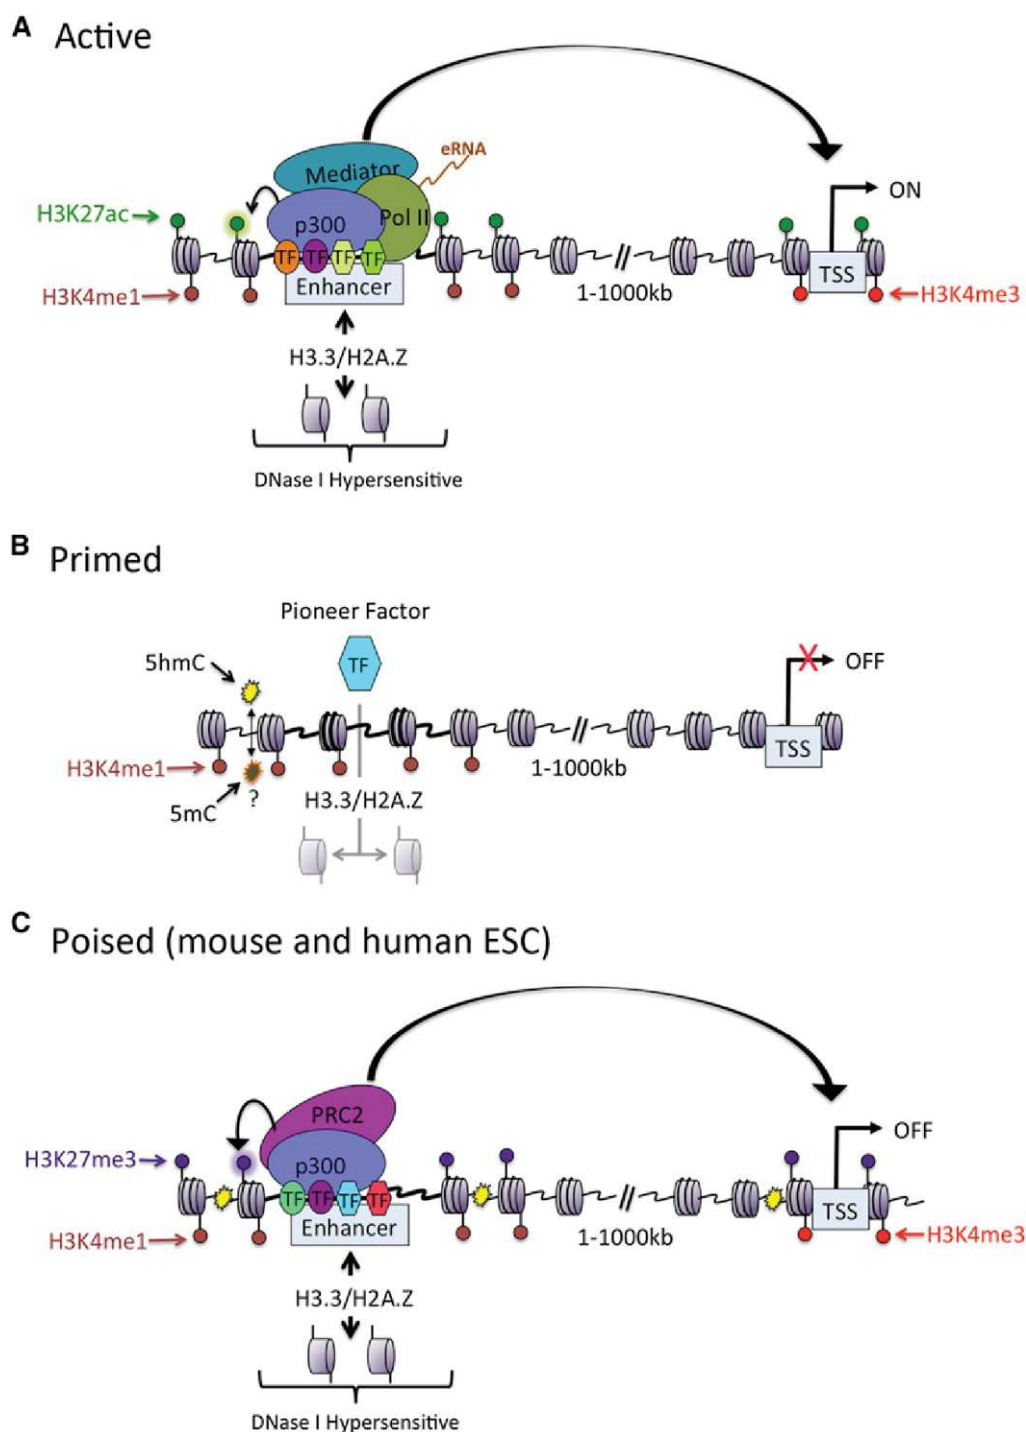 A Active
eRNA
Mediator
H3K27ac
ON
p300
Pol II
TF TF TF TF
TSS
Enhancer
H3K4me1
1-1000kb
H3K4me3
H3.3/H2A.Z
DNase I Hypersensitive
B Primed
Pioneer Factor
5hmC
TF
OFF
TSS
H3K4me1
1-1000kb
?
H3.3/H2A.Z
5mC
C Poised (mouse and human ESC)
PRC2
OFF
H3K27me3
p300
TF TF TF TF
TSS
Enhancer
H3K4me1
1-1000kb
H3K4me3
H3.3/H2A.Z
DNase I Hypersensitive